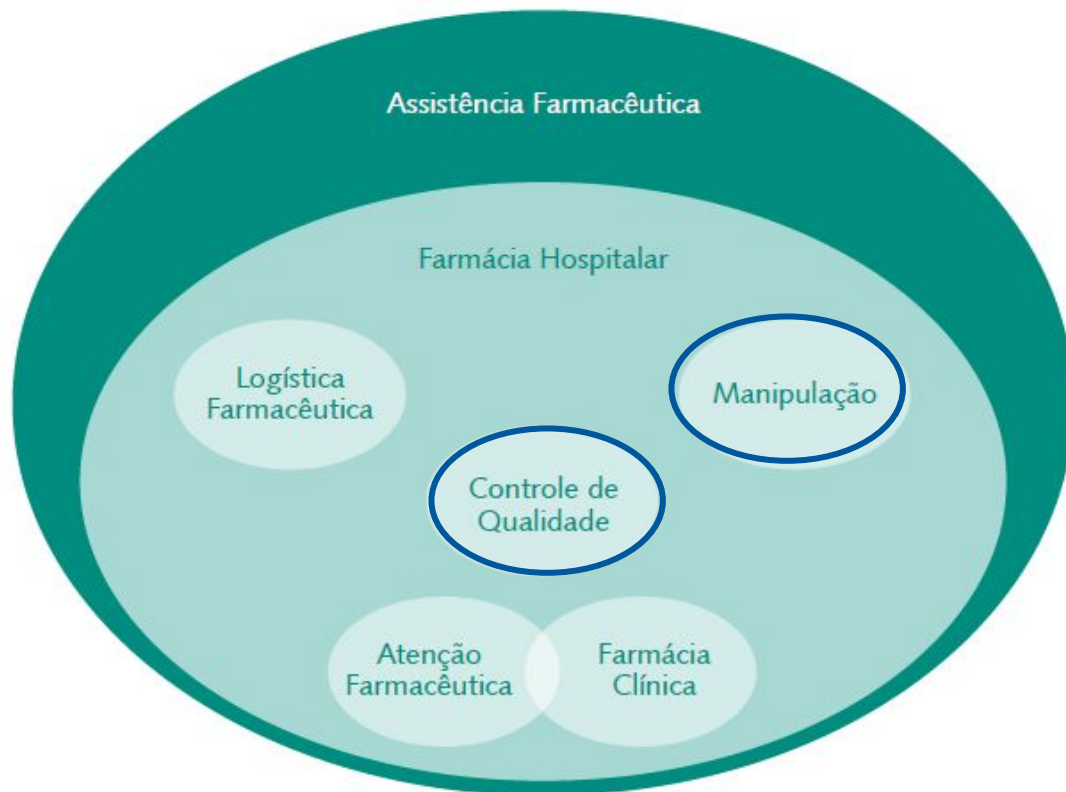 Assistência Farmacêutica
Farmácia Hospitalar
Logística
Farmacêutica
Manipulação
Controle de
Qualidade
Atenção
Farmacêutica
Farmácia
Clínica